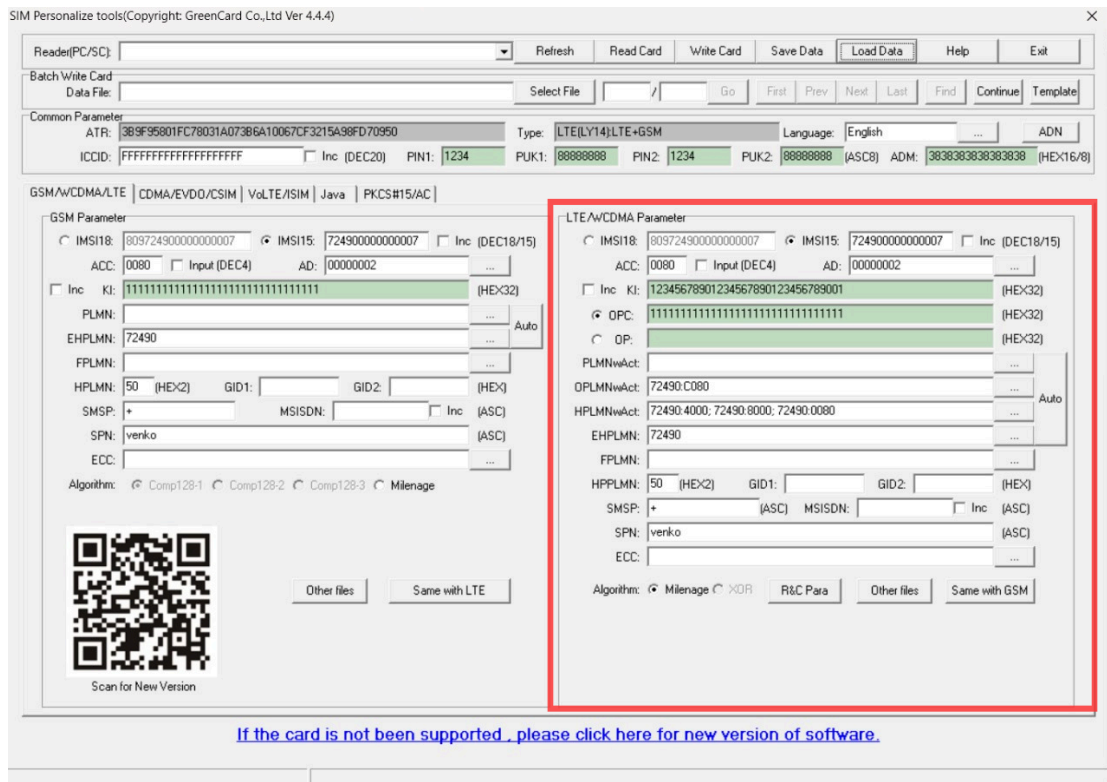 SIM Personalize tools(Copyright: GreenCard Co.,Ltd Ver 4.4.4)
Reader(PC/SC): Refresh Read Card Write Card Save Data Load Data Help Exit
Batch Write Card
Data File: Select File / Go First Prev Next Last Find Continue Template
Common Parameter
ATR: 3B9F95801FC78031A073B6A10067CF3215A98FD70950 Type: LTE(LY14):LTE+GSM Language: English ... ADN
ICCID: FFFFFFFFFFFFFFFFFFFF Inc (DEC20) PIN1: 1234 PUK1: 88888888 PIN2: 1234 PUK2: 88888888 (ASC8) ADM: 3838383838383838 (HEX16/8)
GSM/WCDMA/LTE CDMA/EVDO/CSIM VoLTE/ISIM Java PKCS#15/AC
GSM Parameter
IMSI18: 809724900000000007 IMSI15: 724900000000007 Inc (DEC18/15)
ACC: 0080 Input (DEC4) AD: 00000002 ...
Inc KI: 11111111111111111111111111111111 (HEX32)
PLMN: ...
Auto
EHPLMN: 72490 ...
FPLMN: ...
HPLMN: 50 (HEX2) GID1: GID2: (HEX)
SMSP: + MSISDN: Inc (ASC)
SPN: venko (ASC)
ECC: ...
Algorithm: Comp128-1 Comp128-2 Comp128-3 Milenage
Other files Same with LTE
Scan for New Version
LTE/WCDMA Parameter
IMSI18: 809724900000000007 IMSI15: 724900000000007 Inc (DEC18/15)
ACC: 0080 Input (DEC4) AD: 00000002 ...
Inc KI: 12345678901234567890123456789001 (HEX32)
OPC: 11111111111111111111111111111111 (HEX32)
OP: (HEX32)
PLMNwAct: ...
OPLMNwAct: 72490:C080 ...
Auto
HPLMNwAct: 72490:4000; 72490:8000; 72490:0080 ...
EHPLMN: 72490 ...
FPLMN: ...
HPPLMN: 50 (HEX2) GID1: GID2: (HEX)
SMSP: + (ASC) MSISDN: Inc (ASC)
SPN: venko (ASC)
ECC: ...
Algorithm: Milenage XOR R&C Para Other files Same with GSM
If the card is not been supported , please click here for new version of software.